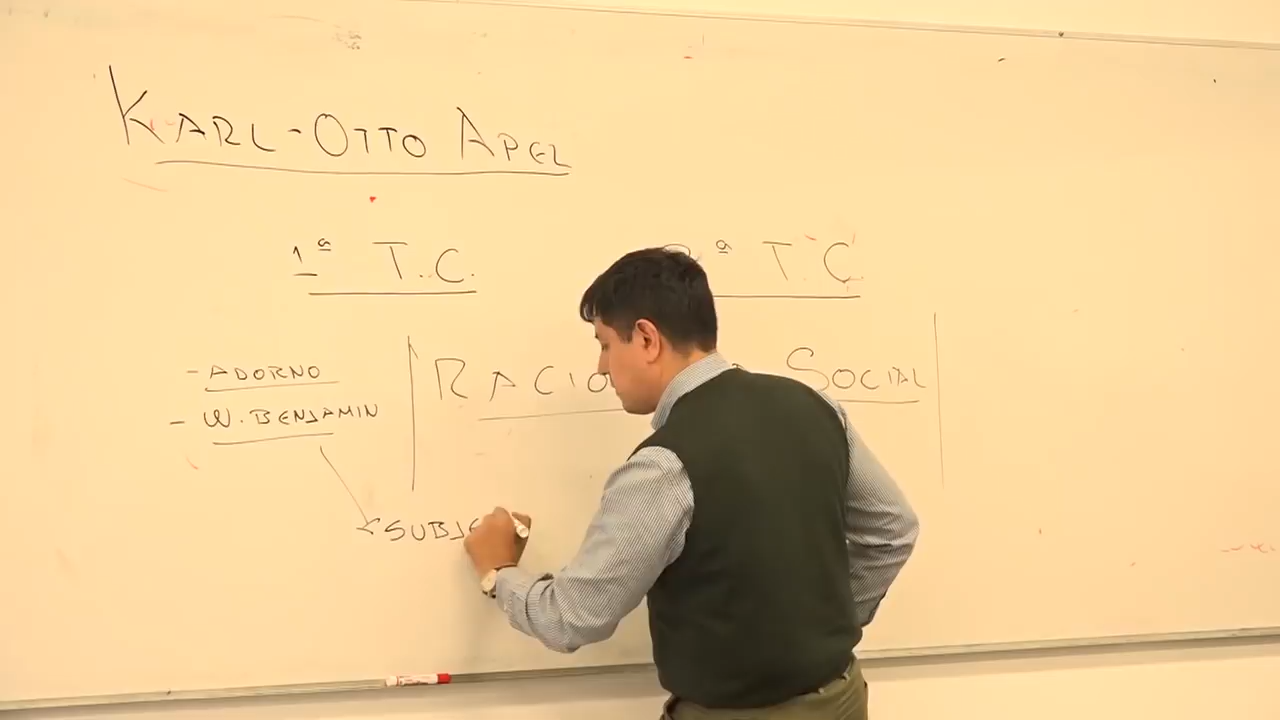 KARL-OTTO APEL
1ª T.C. ª T.C.
- ADORNO
- W. BENJAMIN
SOCIAL